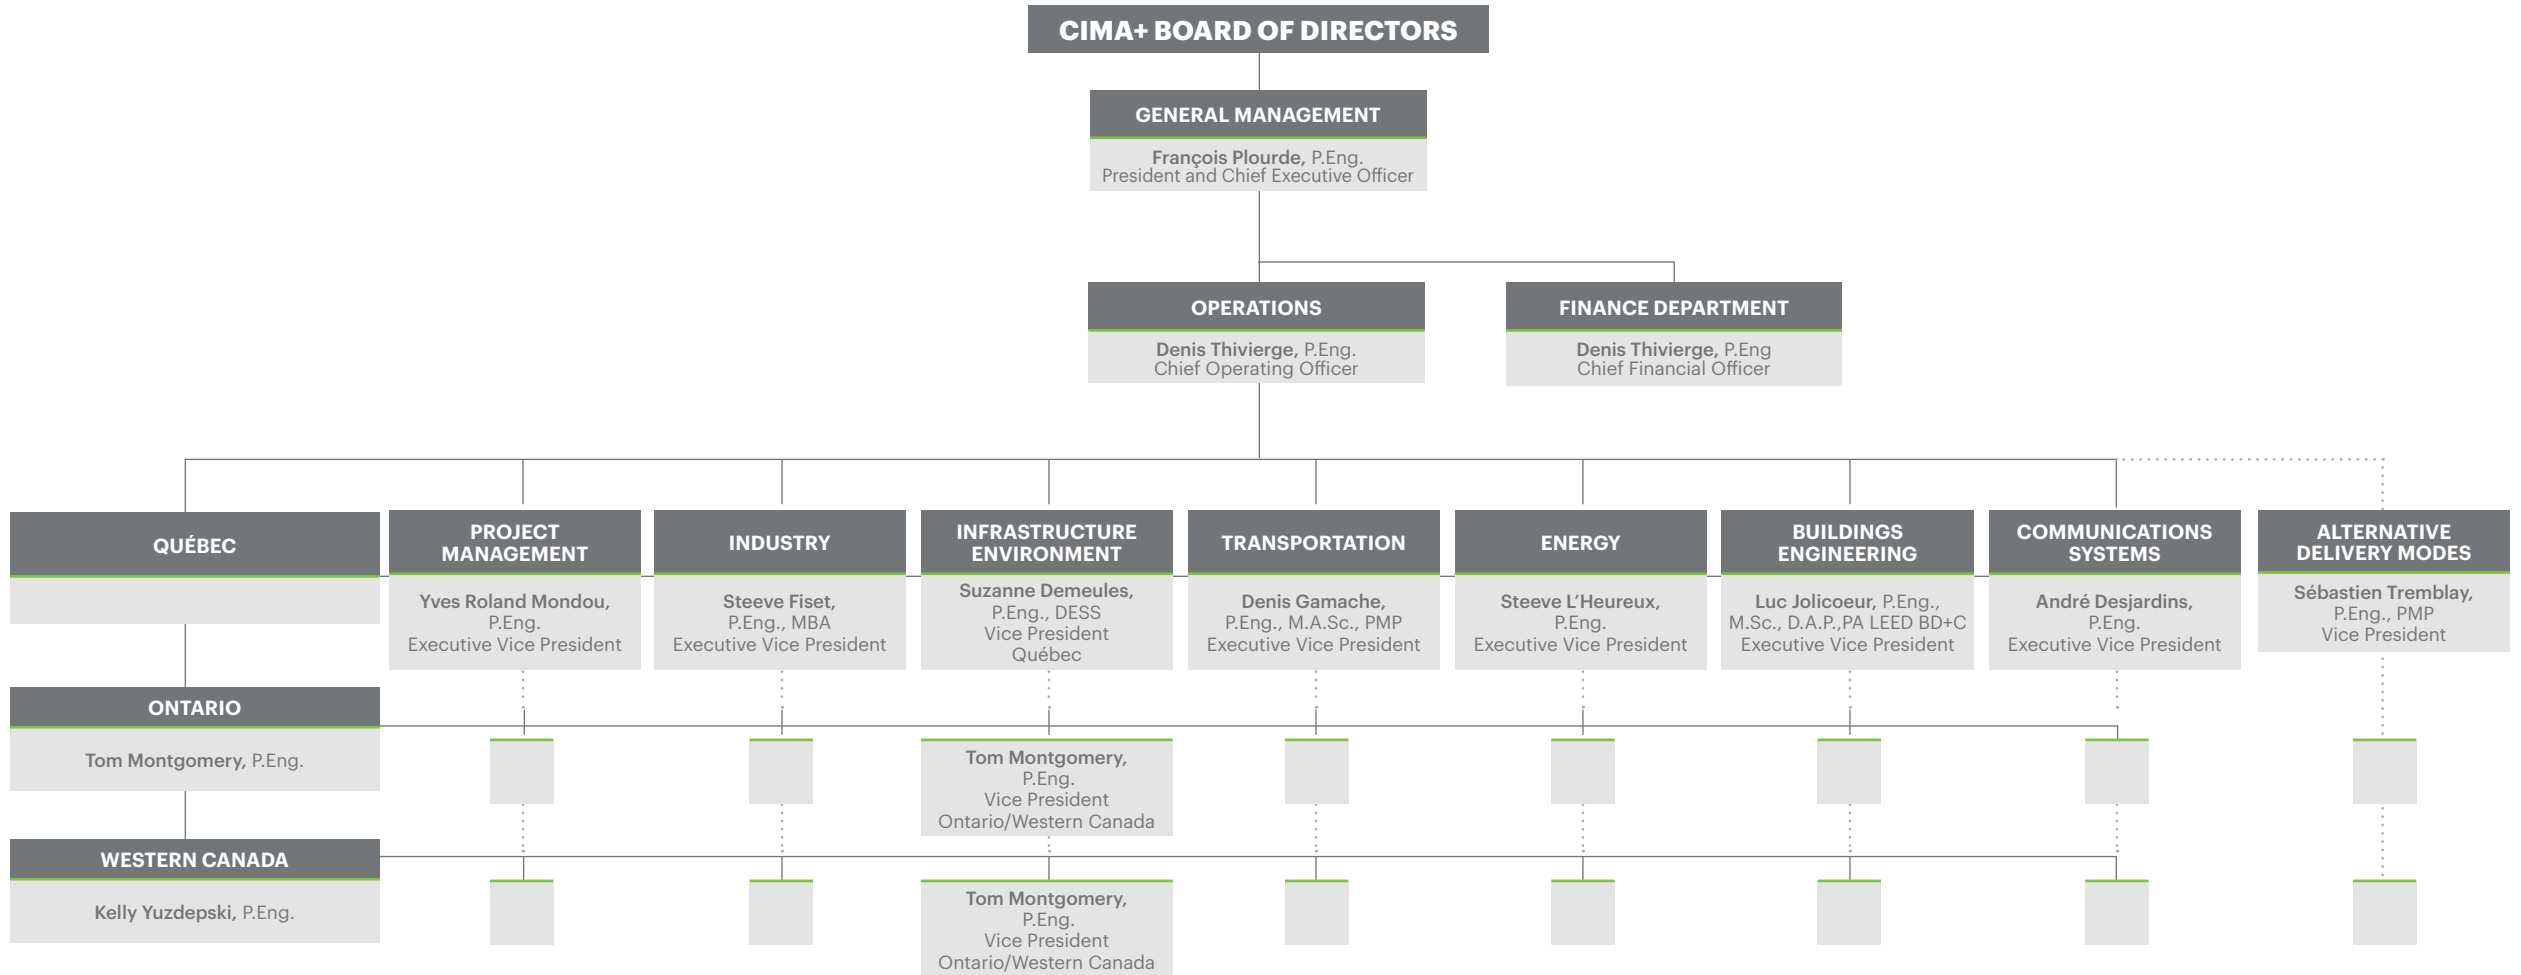 CIMA+ BOARD OF DIRECTORS
GENERAL MANAGEMENT
François Plourde, P.Eng.
President and Chief Executive Officer
OPERATIONS
Denis Thivierge, P.Eng.
Chief Operating Officer
FINANCE DEPARTMENT
Denis Thivierge, P.Eng
Chief Financial Officer
QUÉBEC
PROJECT
MANAGEMENT
Yves Roland Mondou,
P.Eng.
Executive Vice President
INDUSTRY
Steeve Fiset,
P.Eng., MBA
Executive Vice President
INFRASTRUCTURE
ENVIRONMENT
Suzanne Demeules,
P.Eng., DESS
Vice President
Québec
TRANSPORTATION
Denis Gamache,
P.Eng., M.A.Sc., PMP
Executive Vice President
ENERGY
Steeve L’Heureux,
P.Eng.
Executive Vice President
BUILDINGS
ENGINEERING
Luc Jolicoeur, P.Eng.,
M.Sc., D.A.P.,PA LEED BD+C
Executive Vice President
COMMUNICATIONS
SYSTEMS
André Desjardins,
P.Eng.
Executive Vice President
ALTERNATIVE
DELIVERY MODES
Sébastien Tremblay,
P.Eng., PMP
Vice President
ONTARIO
Tom Montgomery, P.Eng.
Tom Montgomery,
P.Eng.
Vice President
Ontario/Western Canada
WESTERN CANADA
Kelly Yuzdepski, P.Eng.
Tom Montgomery,
P.Eng.
Vice President
Ontario/Western Canada